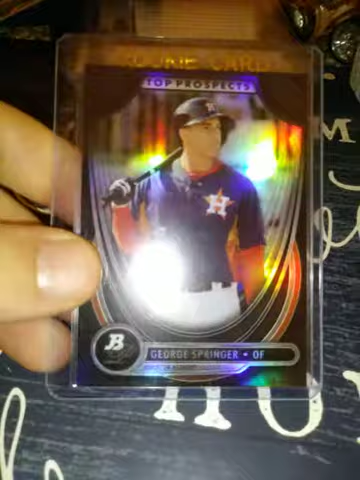 ROOKIE CARD
TOP PROSPECTS
H
B
GEORGE SPRINGER • OF